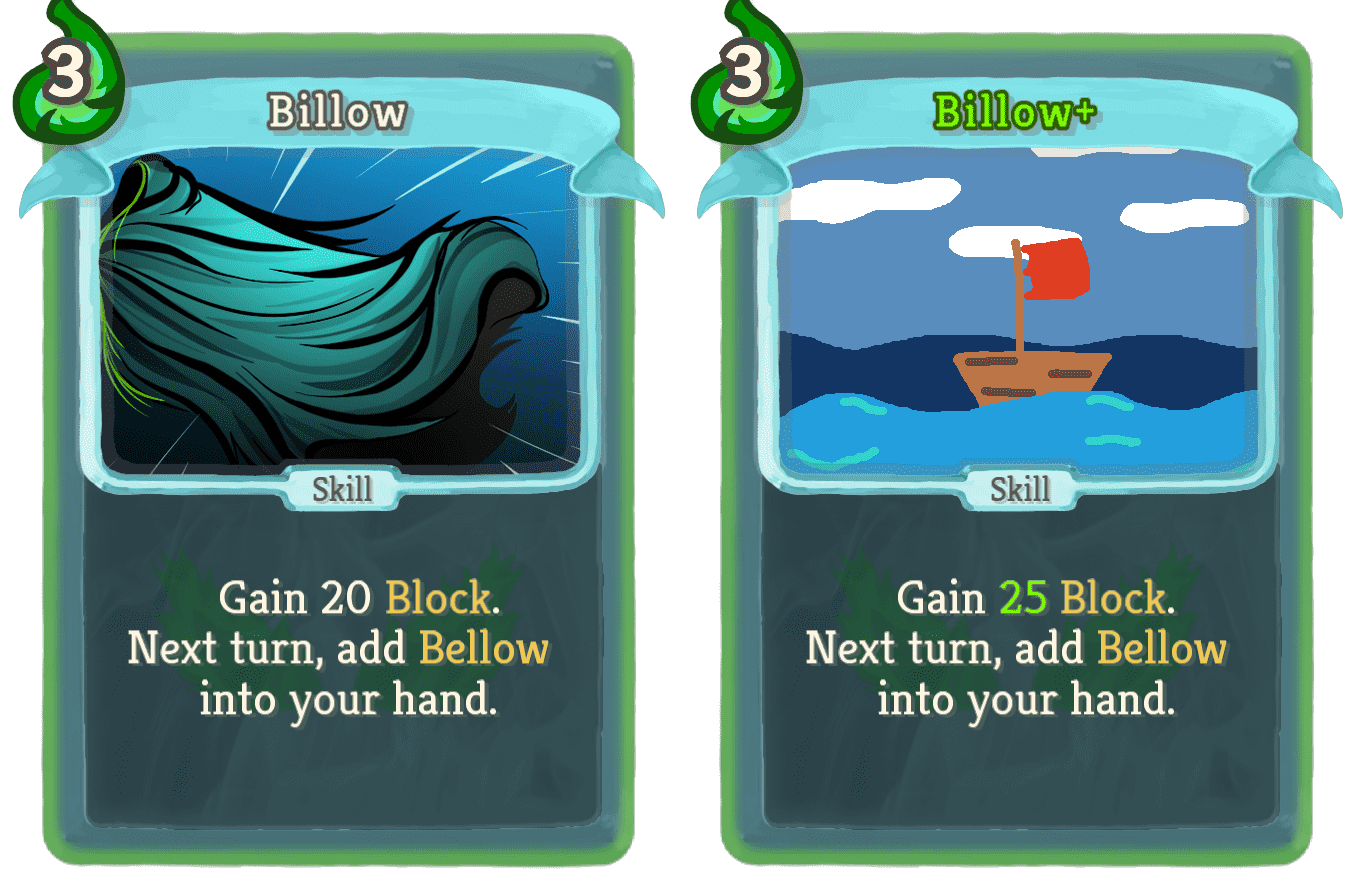 3
Billow
Skill
Gain 20 Block.
Next turn, add Bellow
into your hand.
3
Billow+
Skill
Gain 25 Block.
Next turn, add Bellow
into your hand.